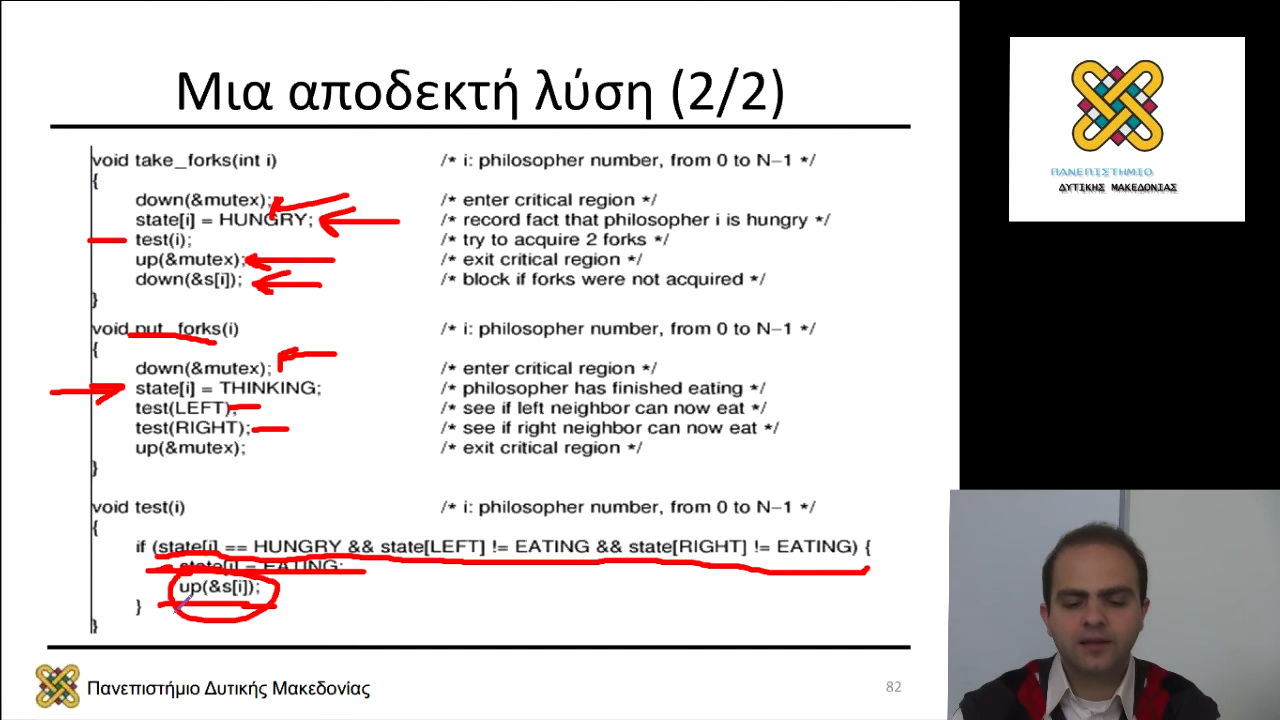 Μια αποδεκτή λύση (2/2)
void take_forks(int i) /* i: philosopher number, from 0 to N–1 */
{
down(&mutex); /* enter critical region */
state[i] = HUNGRY; /* record fact that philosopher i is hungry */
test(i); /* try to acquire 2 forks */
up(&mutex); /* exit critical region */
down(&s[i]); /* block if forks were not acquired */
}
void put_forks(i) /* i: philosopher number, from 0 to N–1 */
{
down(&mutex); /* enter critical region */
state[i] = THINKING; /* philosopher has finished eating */
test(LEFT); /* see if left neighbor can now eat */
test(RIGHT); /* see if right neighbor can now eat */
up(&mutex); /* exit critical region */
}
void test(i) /* i: philosopher number, from 0 to N–1 */
{
if (state[i] == HUNGRY && state[LEFT] != EATING && state[RIGHT] != EATING) {
state[i] = EATING;
up(&s[i]);
}
}
Πανεπιστήμιο Δυτικής Μακεδονίας
82
ΠΑΝΕΠΙΣΤΗΜΙΟ
ΔΥΤΙΚΗΣ ΜΑΚΕΔΟΝΙΑΣ